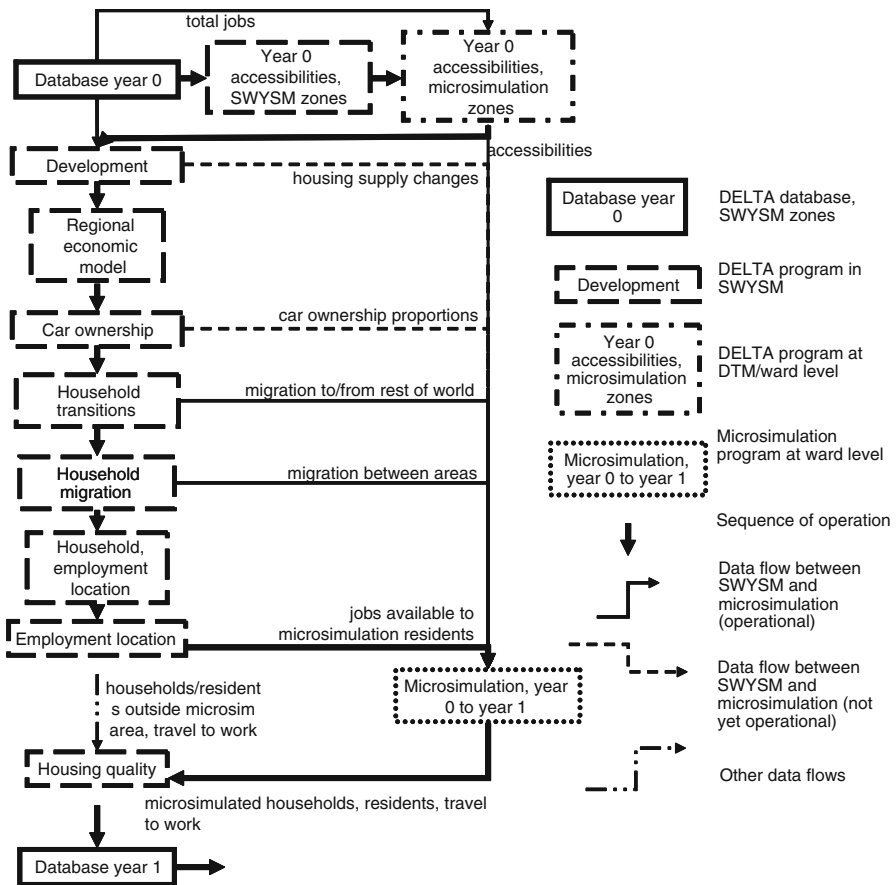 total jobs
Database year 0
Year 0
accessibilities,
SWYSM zones
Year 0
accessibilities,
microsimulation
zones
accessibilities
Development
housing supply changes
Regional
economic
model
Car ownership
car ownership proportions
Household
transitions
migration to/from rest of world
Household
migration
migration between areas
Household,
employment
location
jobs available to
microsimulation residents
Employment location
households/resident
s outside microsim
area, travel to work
Microsimulation, year
0 to year 1
Housing quality
microsimulated households, residents, travel
to work
Database year 1
Database year
0
DELTA database,
SWYSM zones
Development
DELTA program in
SWYSM
Year 0
accessibilities,
microsimulation
zones
DELTA program at
DTM/ward level
Microsimulation,
year 0 to year 1
Microsimulation
program at ward level
Sequence of operation
Data flow between
SWYSM and
microsimulation
(operational)
Data flow between
SWYSM and
microsimulation (not
yet operational)
Other data flows